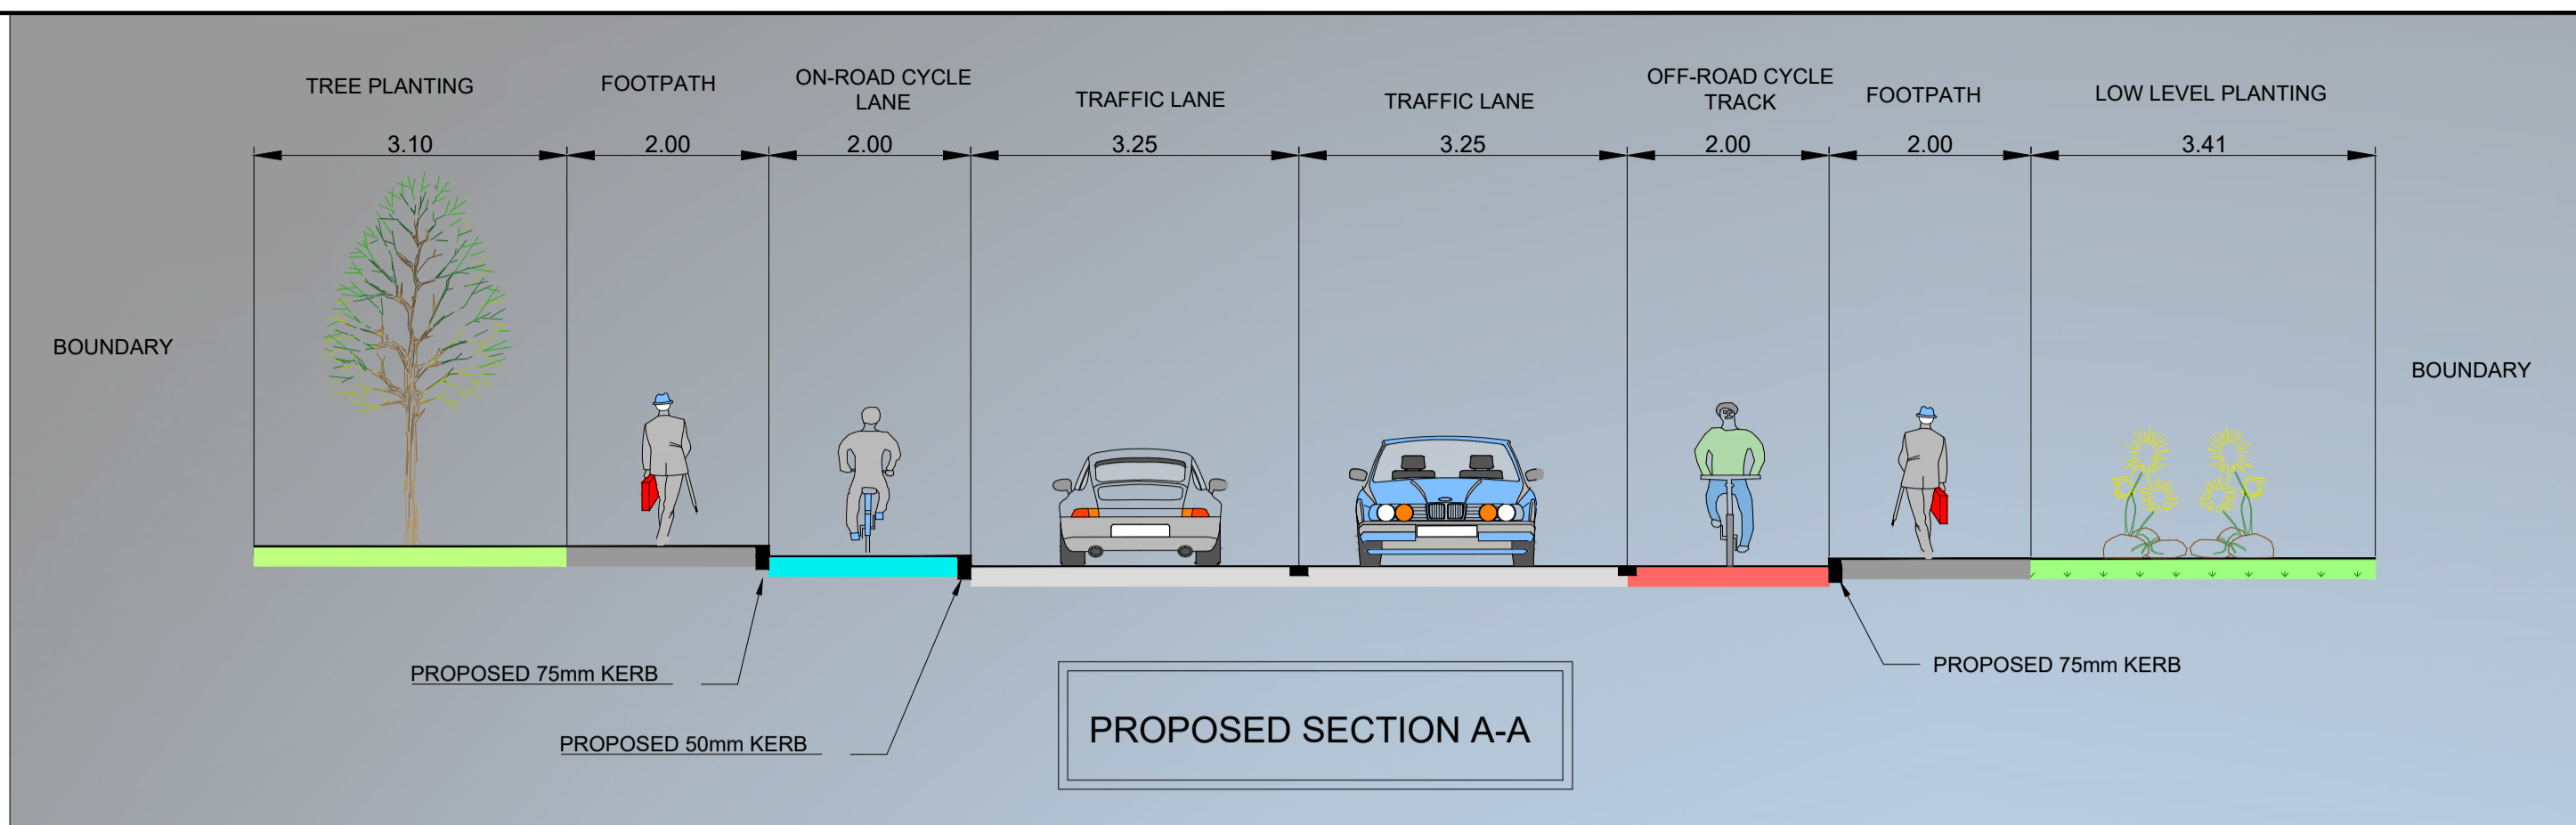 TREE PLANTING
FOOTPATH
ON-ROAD CYCLE
LANE
TRAFFIC LANE
TRAFFIC LANE
OFF-ROAD CYCLE
TRACK
FOOTPATH
LOW LEVEL PLANTING
3.10
2.00
2.00
3.25
3.25
2.00
2.00
3.41
BOUNDARY
BOUNDARY
PROPOSED 75mm KERB
PROPOSED 50mm KERB
PROPOSED 75mm KERB
PROPOSED SECTION A-A